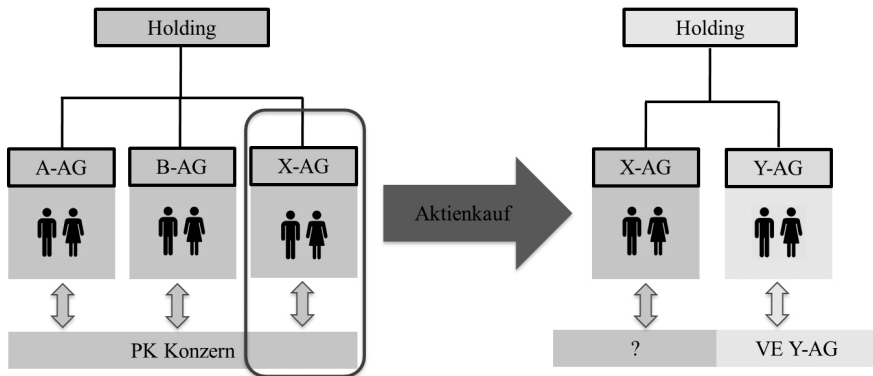 Holding
Holding
A-AG
B-AG
X-AG
X-AG
Y-AG
Aktienkauf
PK Konzern
?
VE Y-AG